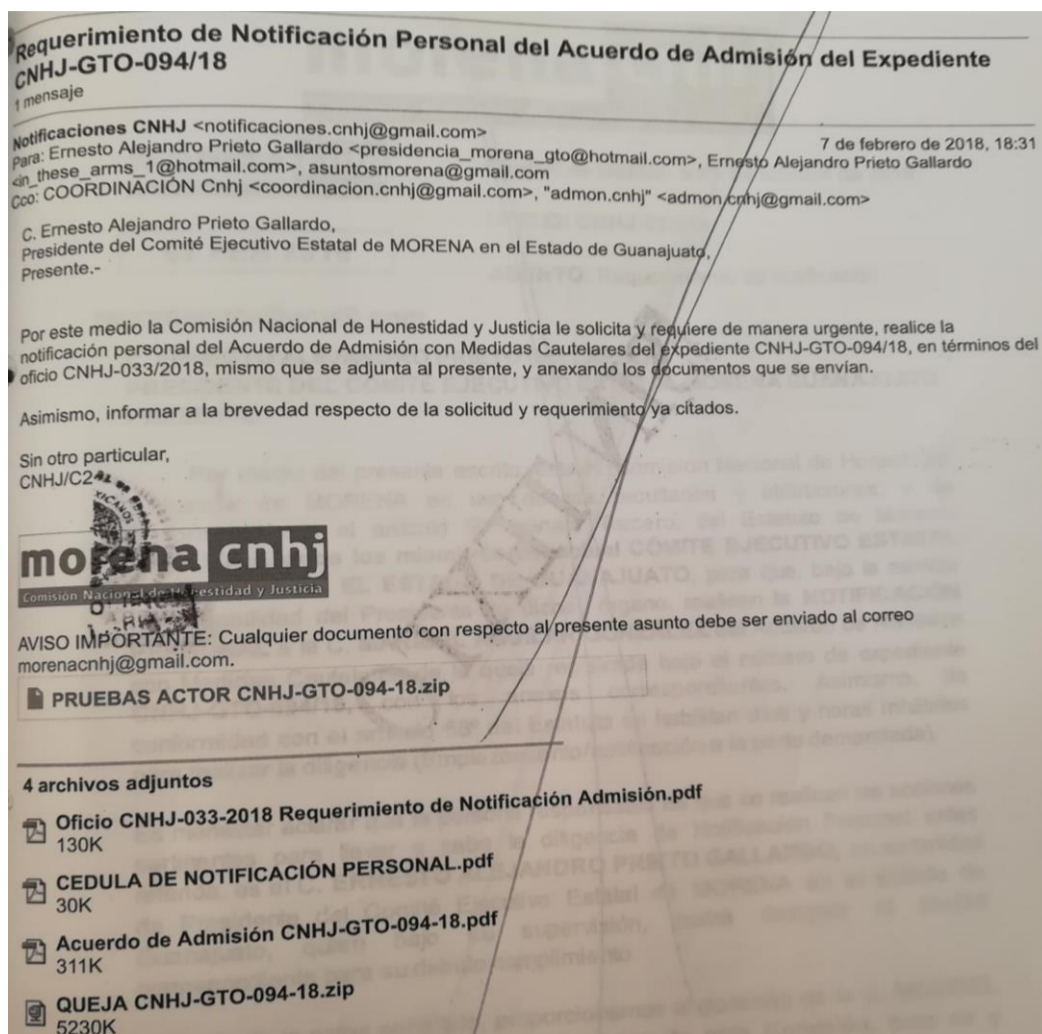 Requerimiento de Notificación Personal del Acuerdo de Admisión del Expediente
CNHJ-GTO-094/18
1 mensaje
Notificaciones CNHJ <notificaciones.cnhj@gmail.com>
7 de febrero de 2018, 18:31
Para: Ernesto Alejandro Prieto Gallardo <presidencia_morena_gto@hotmail.com>, Ernesto Alejandro Prieto Gallardo
<in_these_arms_1@hotmail.com>, asuntosmorena@gmail.com
Cco: COORDINACIÓN Cnhj <coordinacion.cnhj@gmail.com>, "admon.cnhj" <admon.cnhj@gmail.com>
C. Ernesto Alejandro Prieto Gallardo,
Presidente del Comité Ejecutivo Estatal de MORENA en el Estado de Guanajuato,
Presente.-
Por este medio la Comisión Nacional de Honestidad y Justicia le solicita y requiere de manera urgente, realice la
notificación personal del Acuerdo de Admisión con Medidas Cautelares del expediente CNHJ-GTO-094/18, en términos del
oficio CNHJ-033/2018, mismo que se adjunta al presente, y anexando los documentos que se envían.
Asimismo, informar a la brevedad respecto de la solicitud y requerimiento ya citados.
Sin otro particular,
CNHJ/C2
morena cnhj
Comisión Nacional de Honestidad y Justicia
AVISO IMPORTANTE: Cualquier documento con respecto al presente asunto debe ser enviado al correo
morenacnhj@gmail.com.
PRUEBAS ACTOR CNHJ-GTO-094-18.zip
4 archivos adjuntos
Oficio CNHJ-033-2018 Requerimiento de Notificación Admisión.pdf
130K
CEDULA DE NOTIFICACIÓN PERSONAL.pdf
30K
Acuerdo de Admisión CNHJ-GTO-094-18.pdf
311K
QUEJA CNHJ-GTO-094-18.zip
5230K